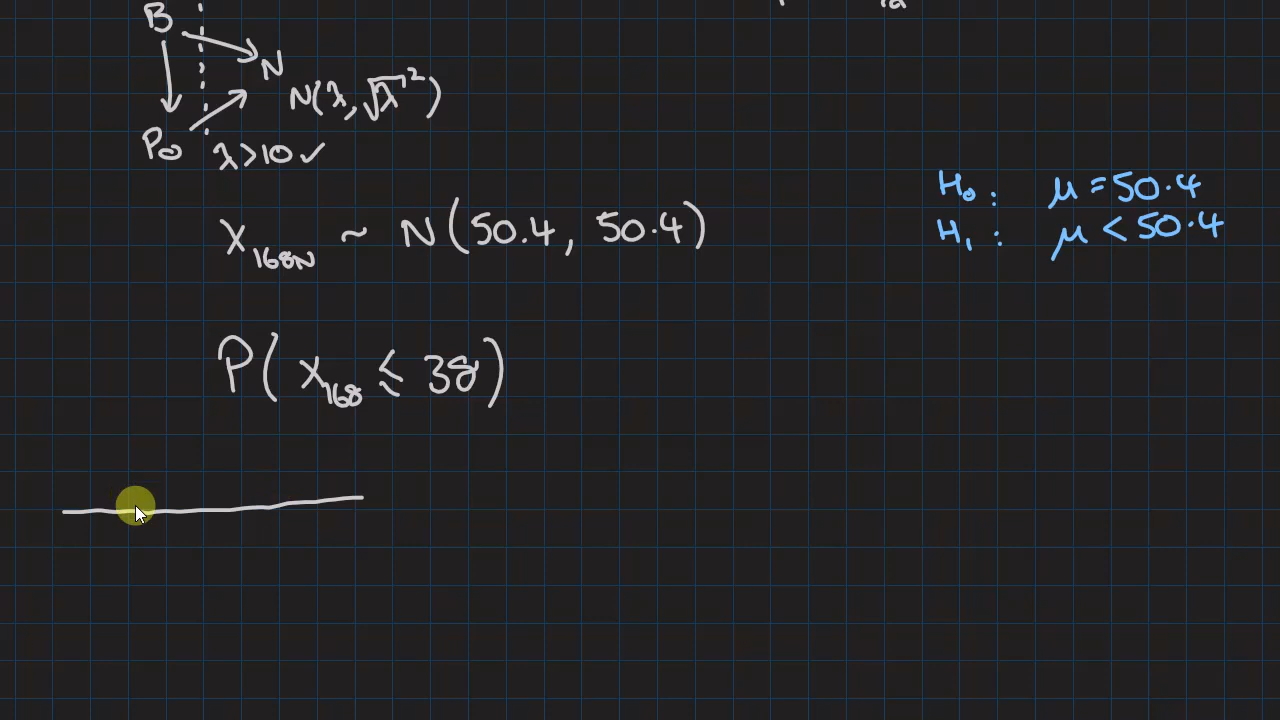 B
N
N(λ, √λ²)
Po λ>10 ✓
H₀: μ = 50.4
H₁: μ < 50.4
X₁₆₈N ~ N(50.4, 50.4)
P(X₁₆₈ ≤ 38)